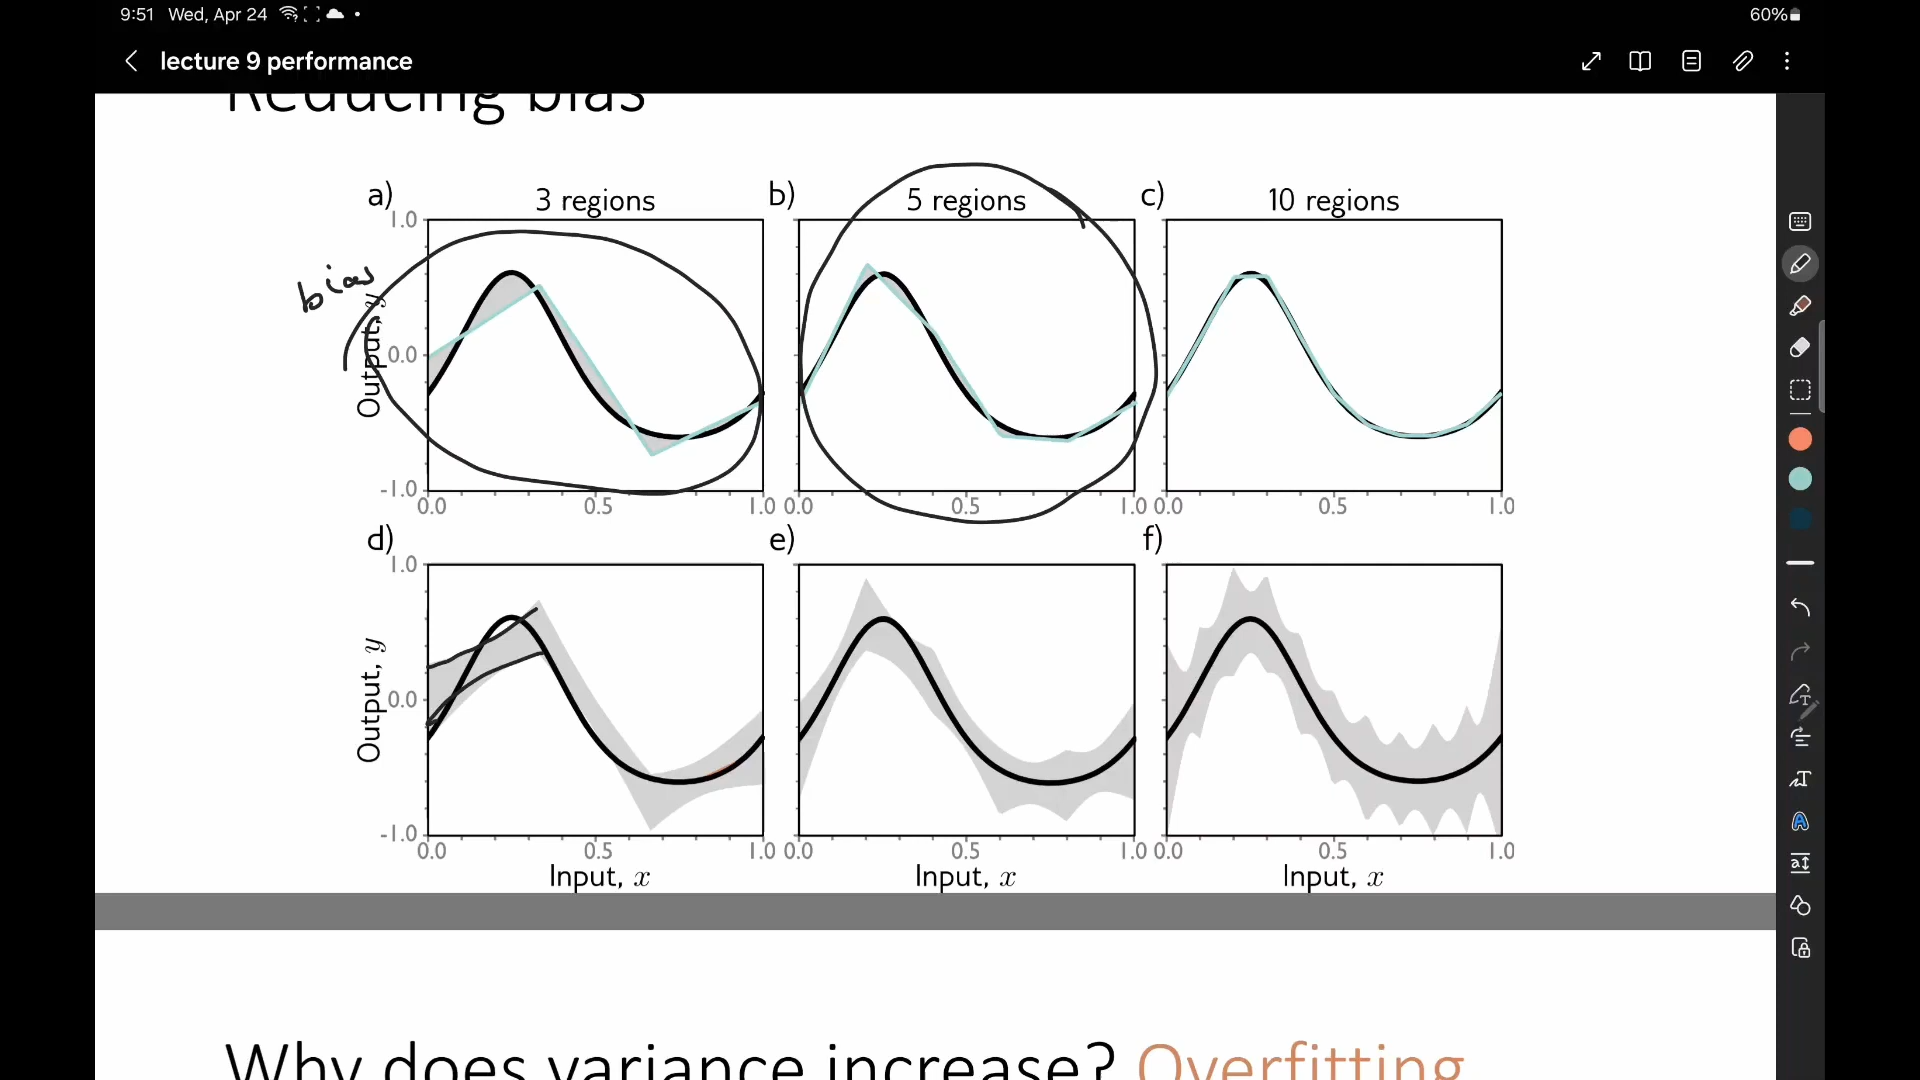 9:51 Wed, Apr 24
60%
lecture 9 performance
Reducing bias
a) 3 regions b) 5 regions c) 10 regions
bias
Output, y
1.0
0.0
-1.0
0.0 0.5 1.0 0.0 0.5 1.0 0.0 0.5 1.0
d) e) f)
Output, y
1.0
0.0
-1.0
0.0 0.5 1.0 0.0 0.5 1.0 0.0 0.5 1.0
Input, x Input, x Input, x
Why does variance increase? Overfitting